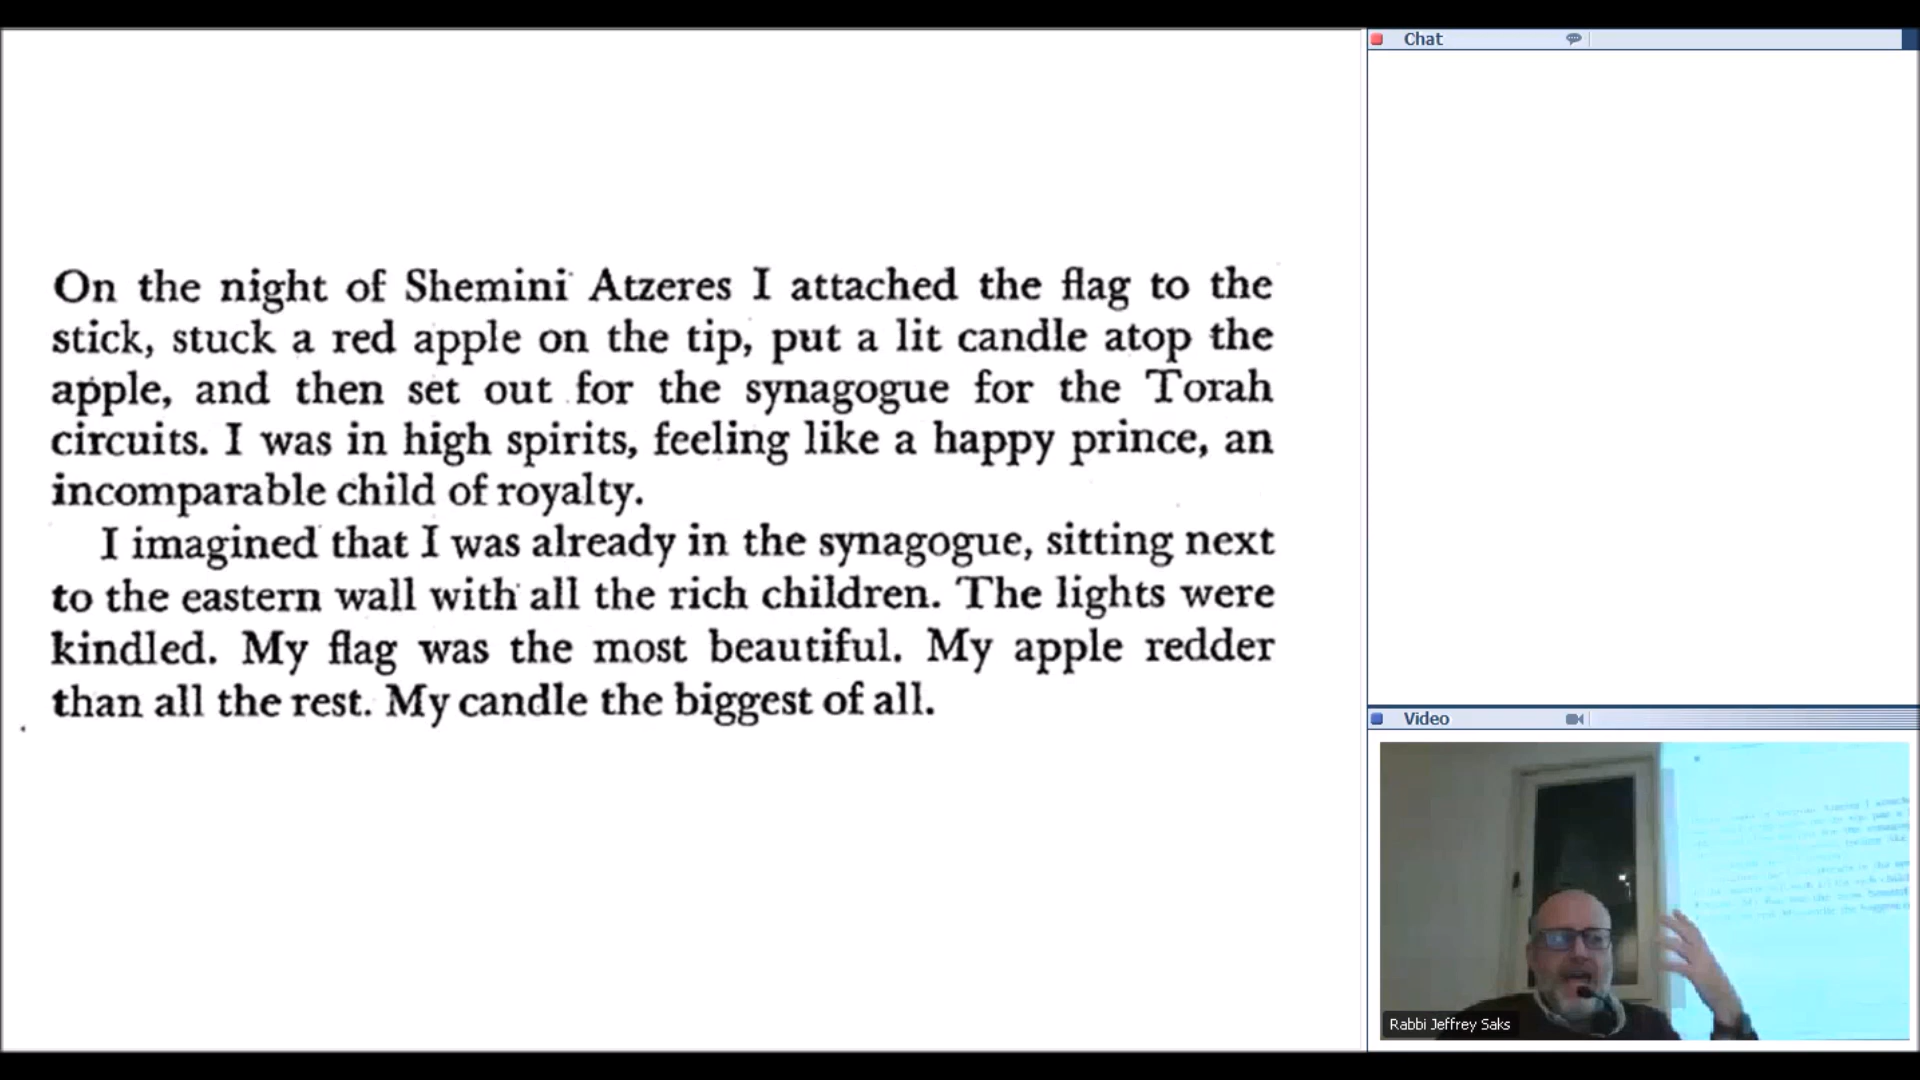 On the night of Shemini Atzeres I attached the flag to the
stick, stuck a red apple on the tip, put a lit candle atop the
apple, and then set out for the synagogue for the Torah
circuits. I was in high spirits, feeling like a happy prince, an
incomparable child of royalty.
I imagined that I was already in the synagogue, sitting next
to the eastern wall with all the rich children. The lights were
kindled. My flag was the most beautiful. My apple redder
than all the rest. My candle the biggest of all.
Chat
Video
Rabbi Jeffrey Saks